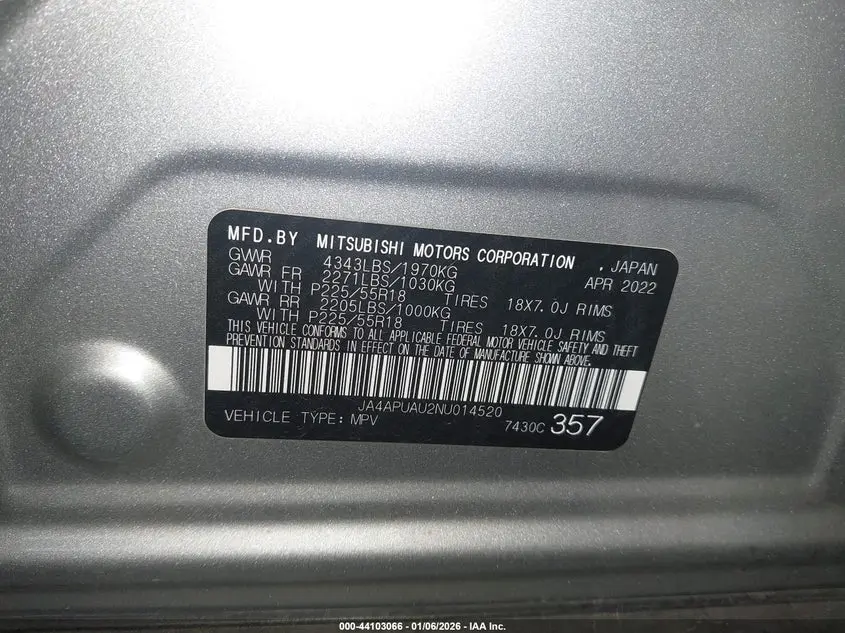 MFD.BY MITSUBISHI MOTORS CORPORATION , JAPAN
GVWR 4343LBS/1970KG APR 2022
GAWR FR 2271LBS/1030KG
WITH P225/55R18 TIRES 18X7.0J RIMS
GAWR RR 2205LBS/1000KG
WITH P225/55R18 TIRES 18X7.0J RIMS
THIS VEHICLE CONFORMS TO ALL APPLICABLE FEDERAL MOTOR VEHICLE SAFETY AND THEFT
PREVENTION STANDARDS IN EFFECT ON THE DATE OF MANUFACTURE SHOWN ABOVE.
JA4APUAU2NU014520
VEHICLE TYPE: MPV 7430C 357
000-44103066 - 01/06/2026 - IAA Inc.